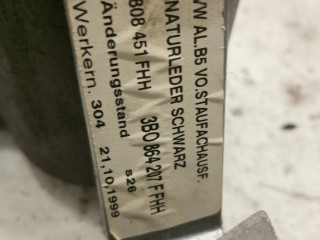 VW AL.B5 VO.STAUFACHAUSF.
NATURLEDER SCHWARZ
808 451 FHH 3B0 864 207 F FHH
Änderungsstand S26
Werkern. 304 21,10,1999